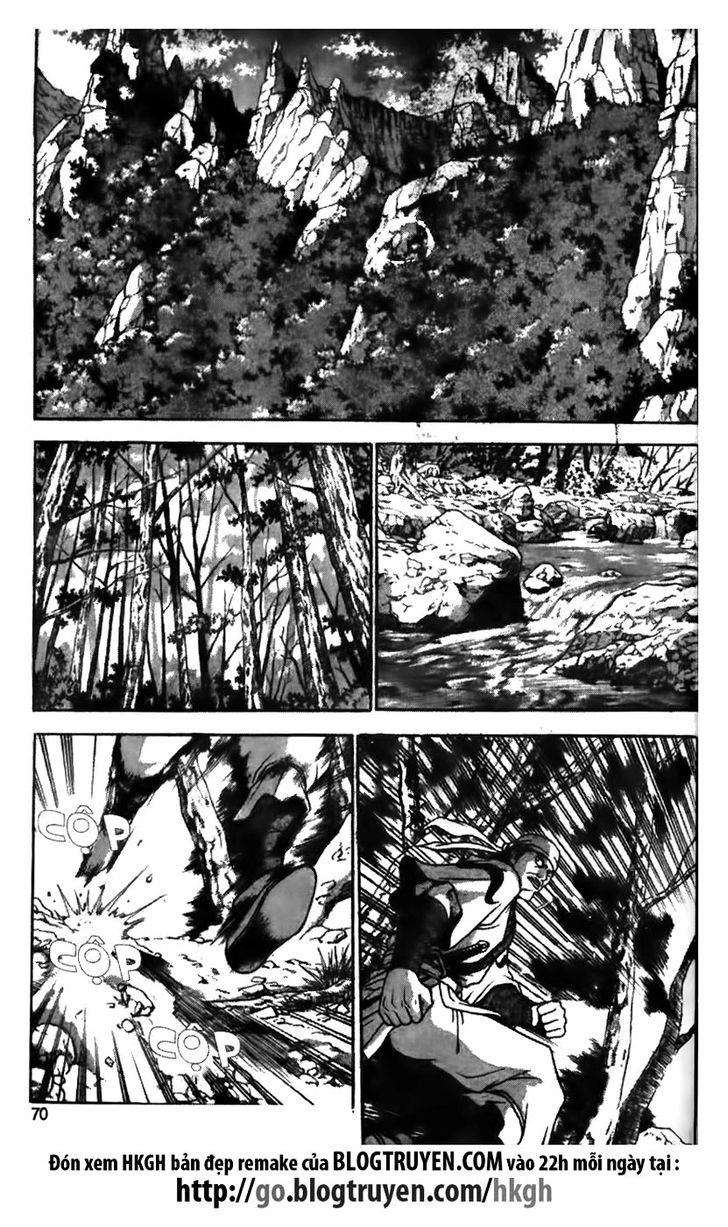 CỘP
CỘP
CỘP
70
Đón xem HKGH bản đẹp remake của BLOGTRUYEN.COM vào 22h mỗi ngày tại :
http://go.blogtruyen.com/hkgh